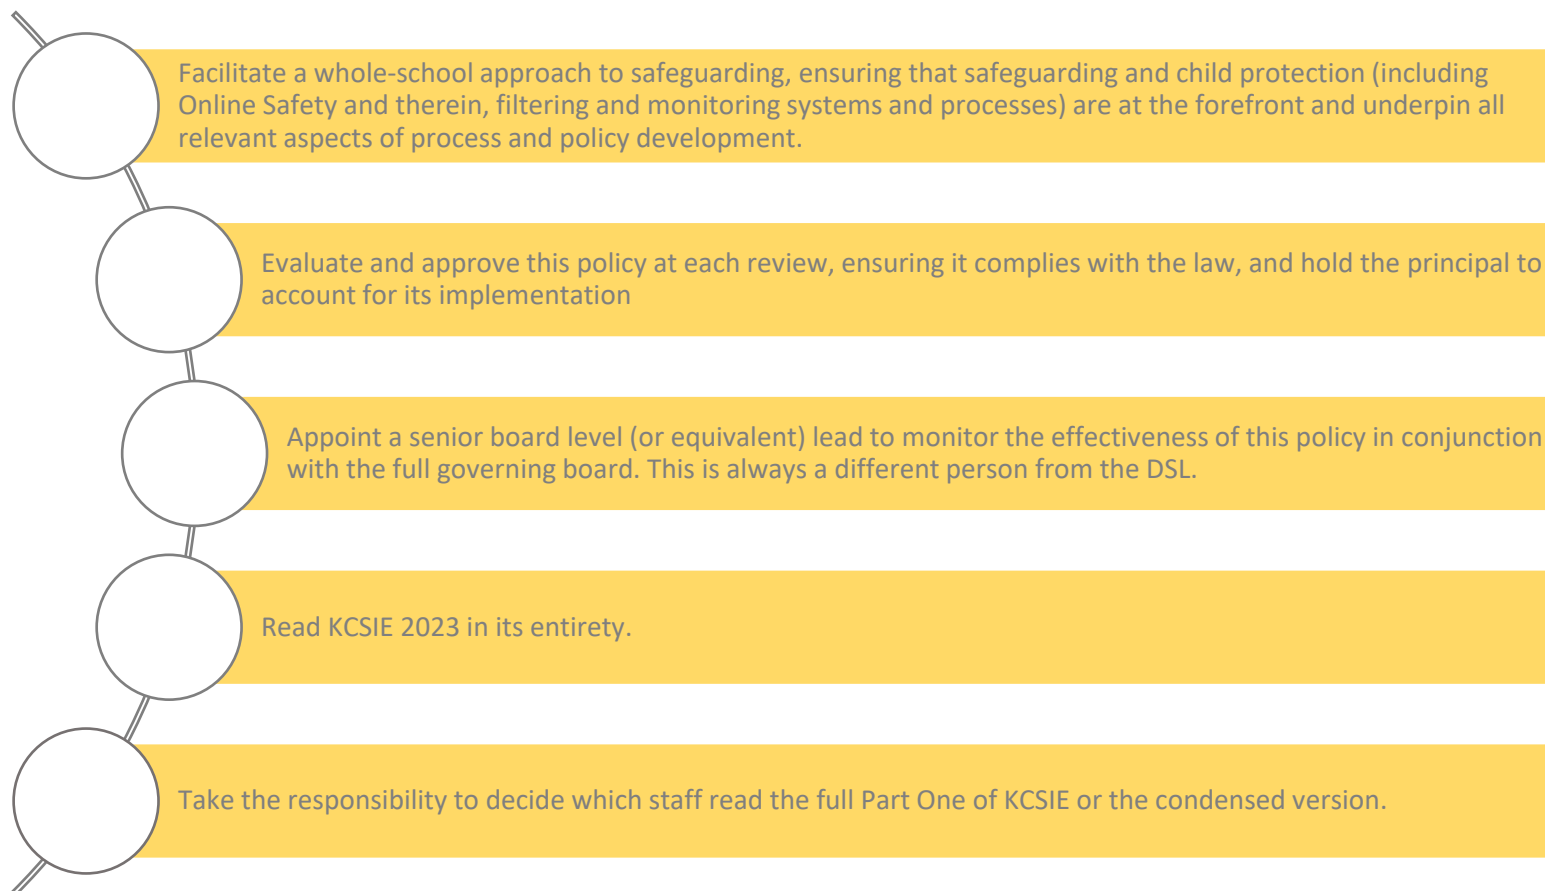 Facilitate a whole-school approach to safeguarding, ensuring that safeguarding and child protection (including
Online Safety and therein, filtering and monitoring systems and processes) are at the forefront and underpin all
relevant aspects of process and policy development.
Evaluate and approve this policy at each review, ensuring it complies with the law, and hold the principal to
account for its implementation
Appoint a senior board level (or equivalent) lead to monitor the effectiveness of this policy in conjunction
with the full governing board. This is always a different person from the DSL.
Read KCSIE 2023 in its entirety.
Take the responsibility to decide which staff read the full Part One of KCSIE or the condensed version.